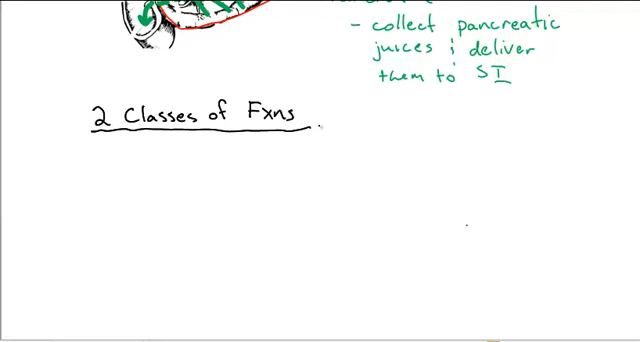 - collect pancreatic
juices & deliver
them to SI
2 Classes of Fxns